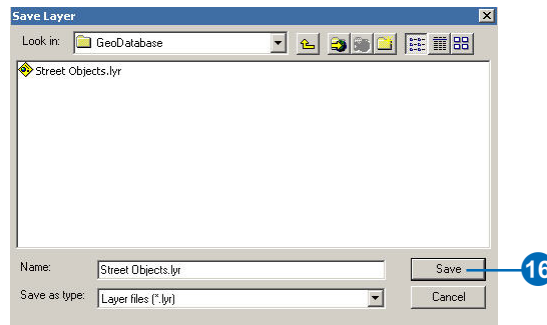 Save Layer
Look in: GeoDatabase
Street Objects.lyr
Name: Street Objects.lyr Save 16
Save as type: Layer files (*.lyr) Cancel